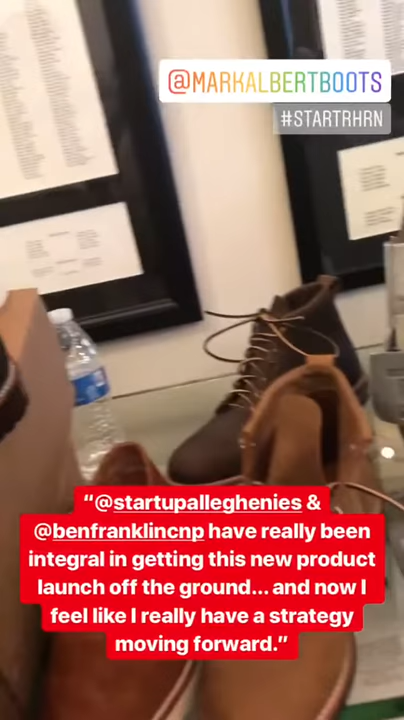 @MARKALBERTBOOTS
#STARTRHRN
“@startupalleghenies &
@benfranklincnp have really been
integral in getting this new product
launch off the ground... and now I
feel like I really have a strategy
moving forward.”